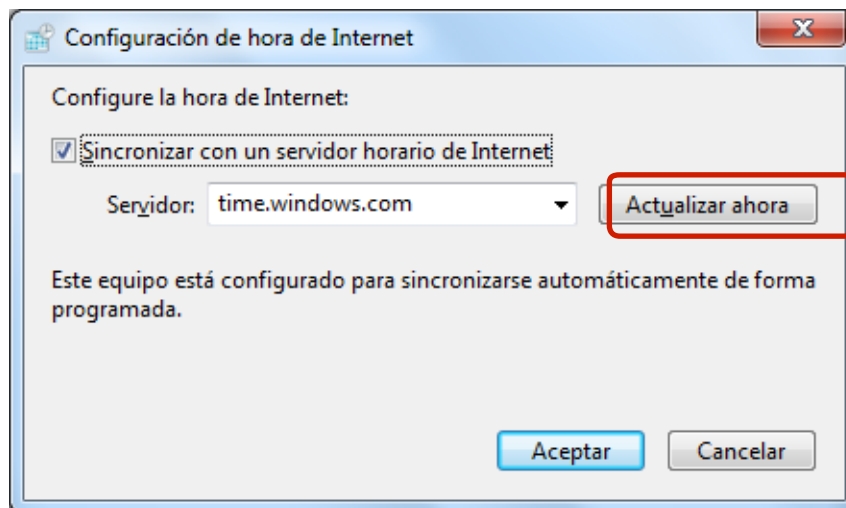 Configuración de hora de Internet
Configure la hora de Internet:
Sincronizar con un servidor horario de Internet
Servidor: time.windows.com Actualizar ahora
Este equipo está configurado para sincronizarse automáticamente de forma
programada.
Aceptar Cancelar